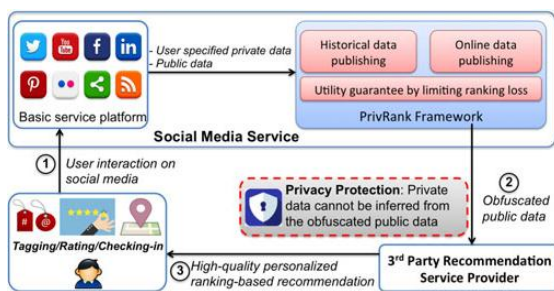 - User specified private data
- Public data
Basic service platform
Historical data
publishing
Online data
publishing
Utility guarantee by limiting ranking loss
PrivRank Framework
Social Media Service
1
User interaction on
social media
Privacy Protection: Private
data cannot be inferred from
the obfuscated public data
2
Obfuscated
public data
Tagging/Rating/Checking-in
3
High-quality personalized
ranking-based recommendation
3rd Party Recommendation
Service Provider
You
Tube
f
in
#
@